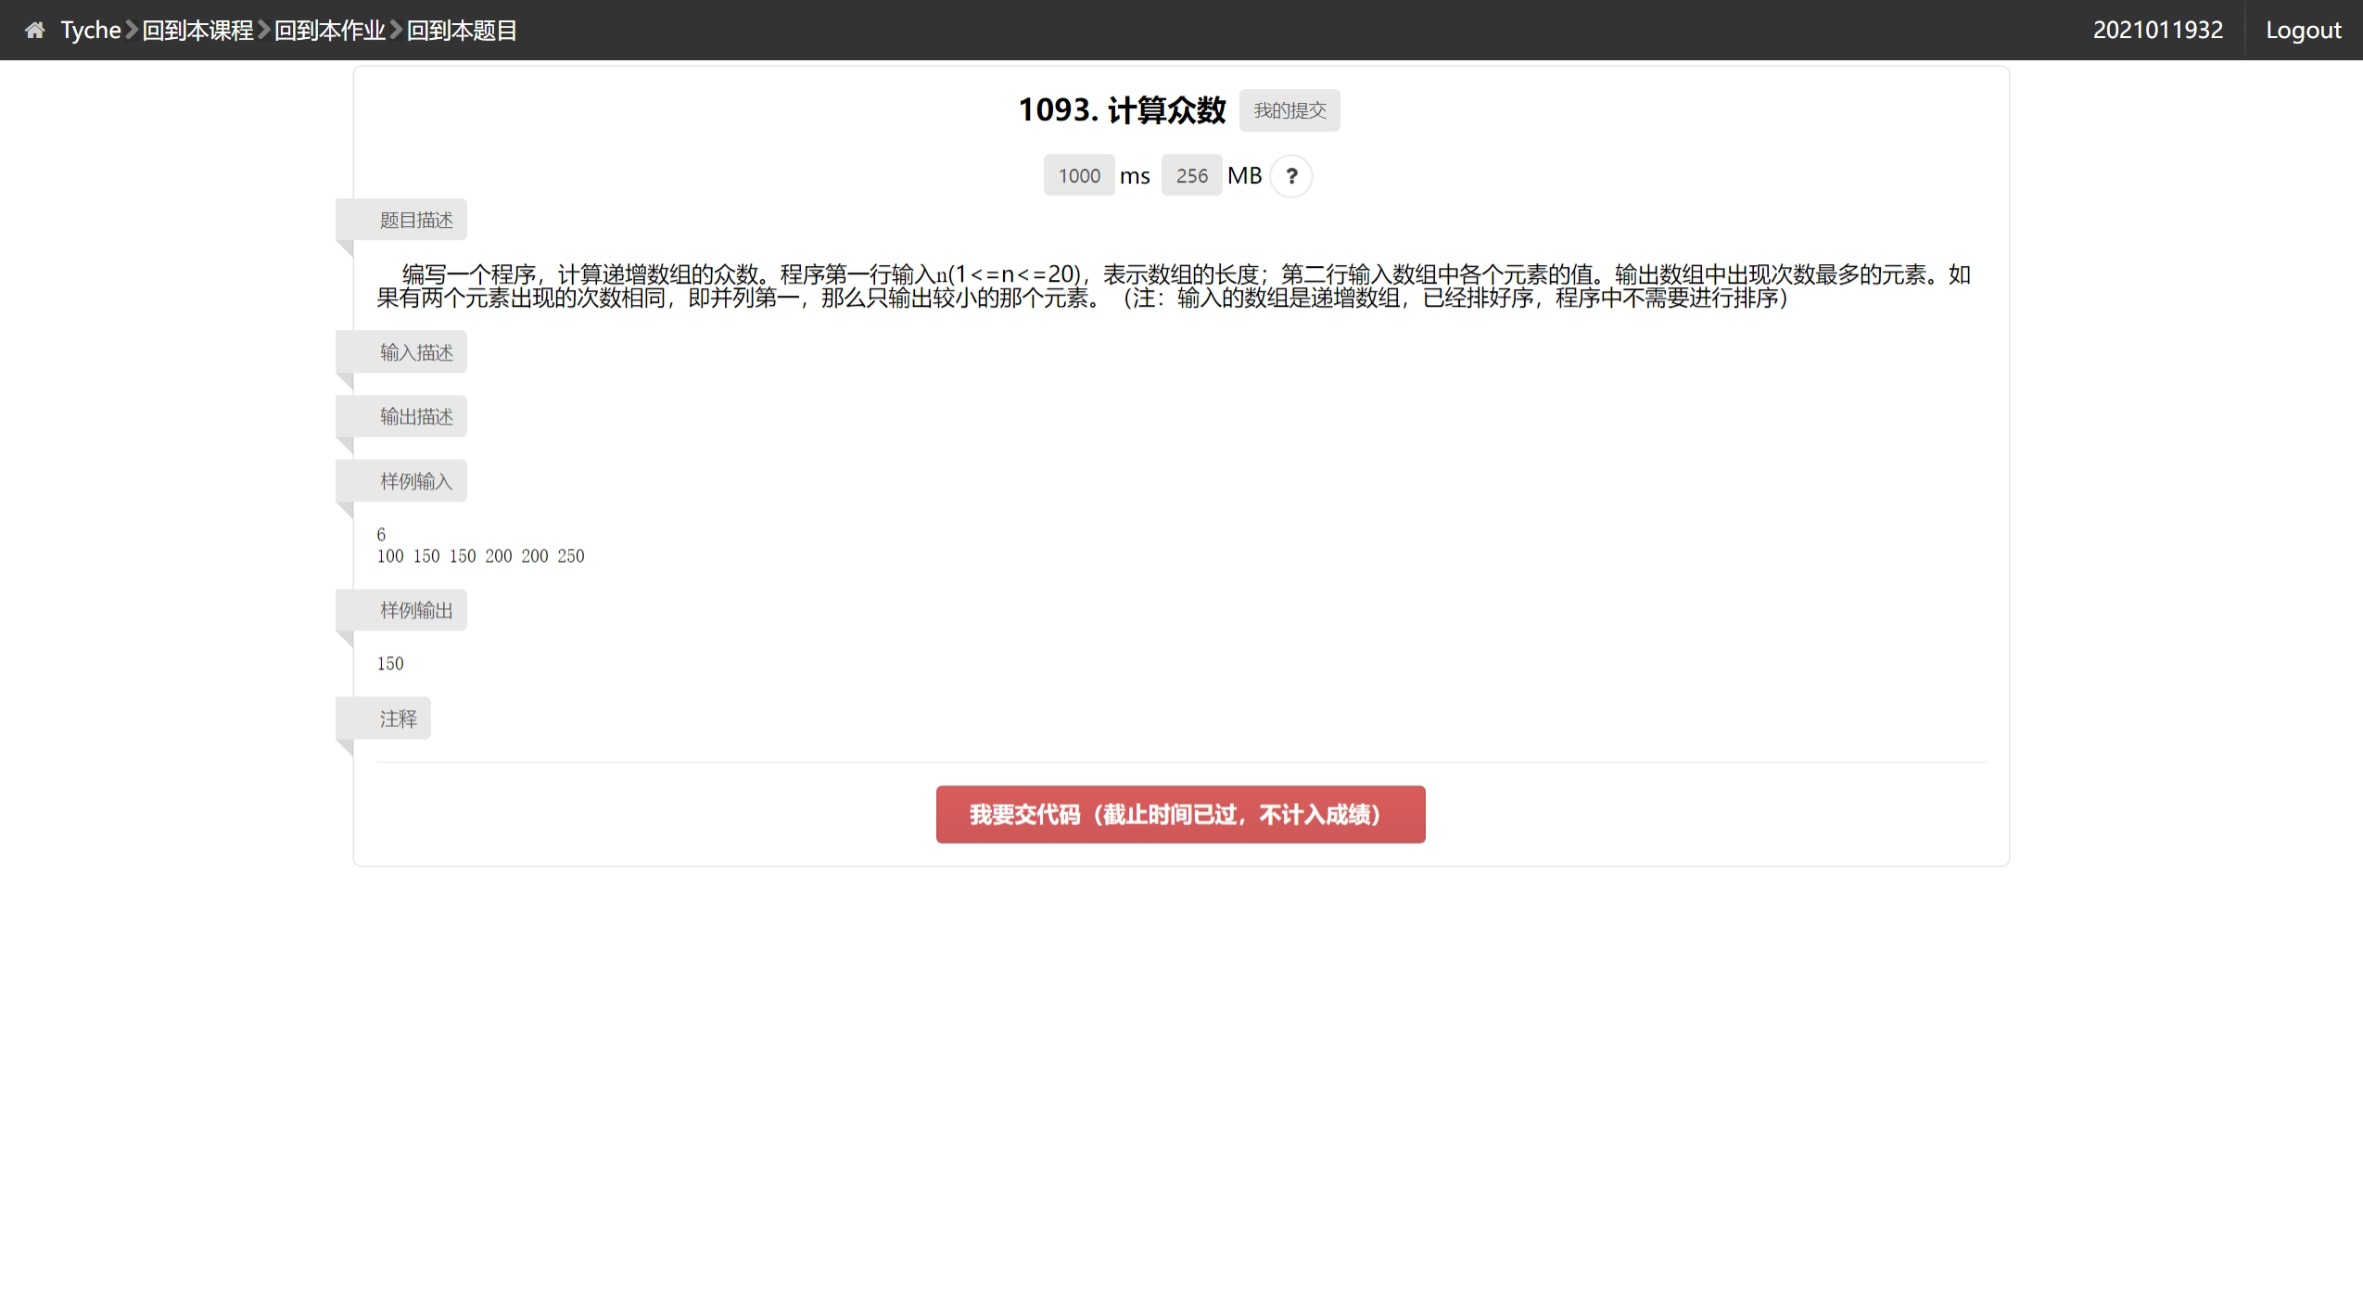 Tyche 回到本课程 回到本作业 回到本题目 2021011932 Logout
1093. 计算众数 我的提交
1000 ms 256 MB ?
题目描述
编写一个程序，计算递增数组的众数。程序第一行输入n(1<=n<=20)，表示数组的长度；第二行输入数组中各个元素的值。输出数组中出现次数最多的元素。如
果有两个元素出现的次数相同，即并列第一，那么只输出较小的那个元素。（注：输入的数组是递增数组，已经排好序，程序中不需要进行排序）
输入描述
输出描述
样例输入
6
100 150 150 200 200 250
样例输出
150
注释
我要交代码（截止时间已过，不计入成绩）